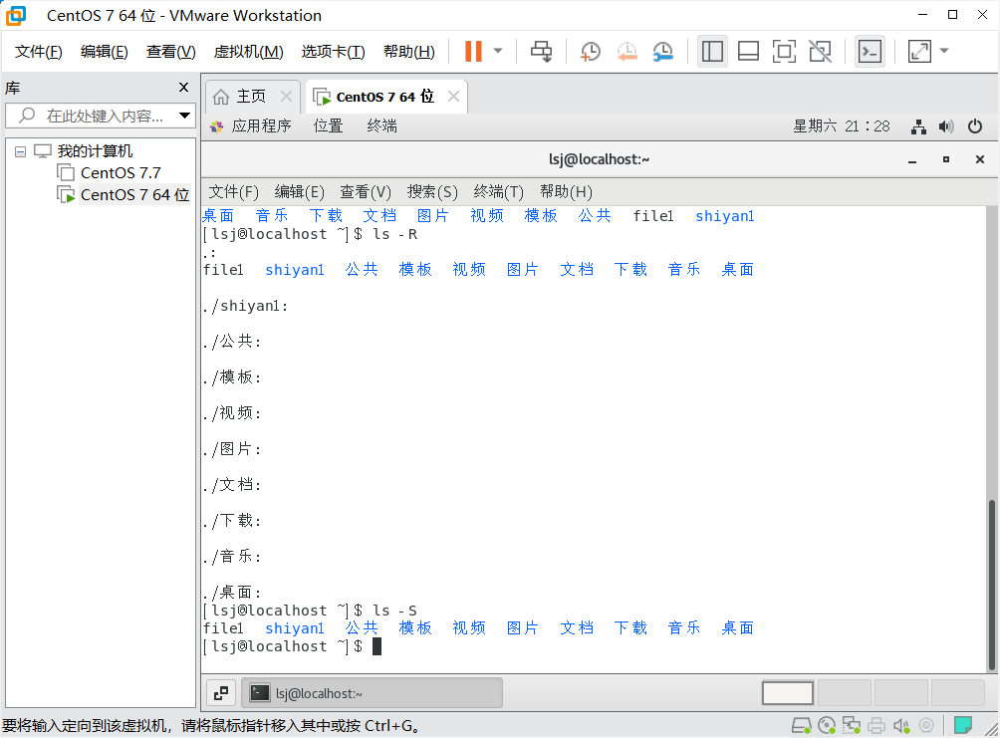 CentOS 7 64 位 - VMware Workstation
文件(F) 编辑(E) 查看(V) 虚拟机(M) 选项卡(T) 帮助(H)
库
在此处键入内容...
我的计算机
CentOS 7.7
CentOS 7 64 位
主页 CentOS 7 64 位
应用程序 位置 终端 星期六 21：28
lsj@localhost:~
文件(F) 编辑(E) 查看(V) 搜索(S) 终端(T) 帮助(H)
桌面 音乐 下载 文档 图片 视频 模板 公共 file1 shiyan1
[lsj@localhost ~]$ ls -R
.:
file1 shiyan1 公共 模板 视频 图片 文档 下载 音乐 桌面
./shiyan1:
./公共:
./模板:
./视频:
./图片:
./文档:
./下载:
./音乐:
./桌面:
[lsj@localhost ~]$ ls -S
file1 shiyan1 公共 模板 视频 图片 文档 下载 音乐 桌面
[lsj@localhost ~]$
lsj@localhost:~
要将输入定向到该虚拟机，请将鼠标指针移入其中或按 Ctrl+G。